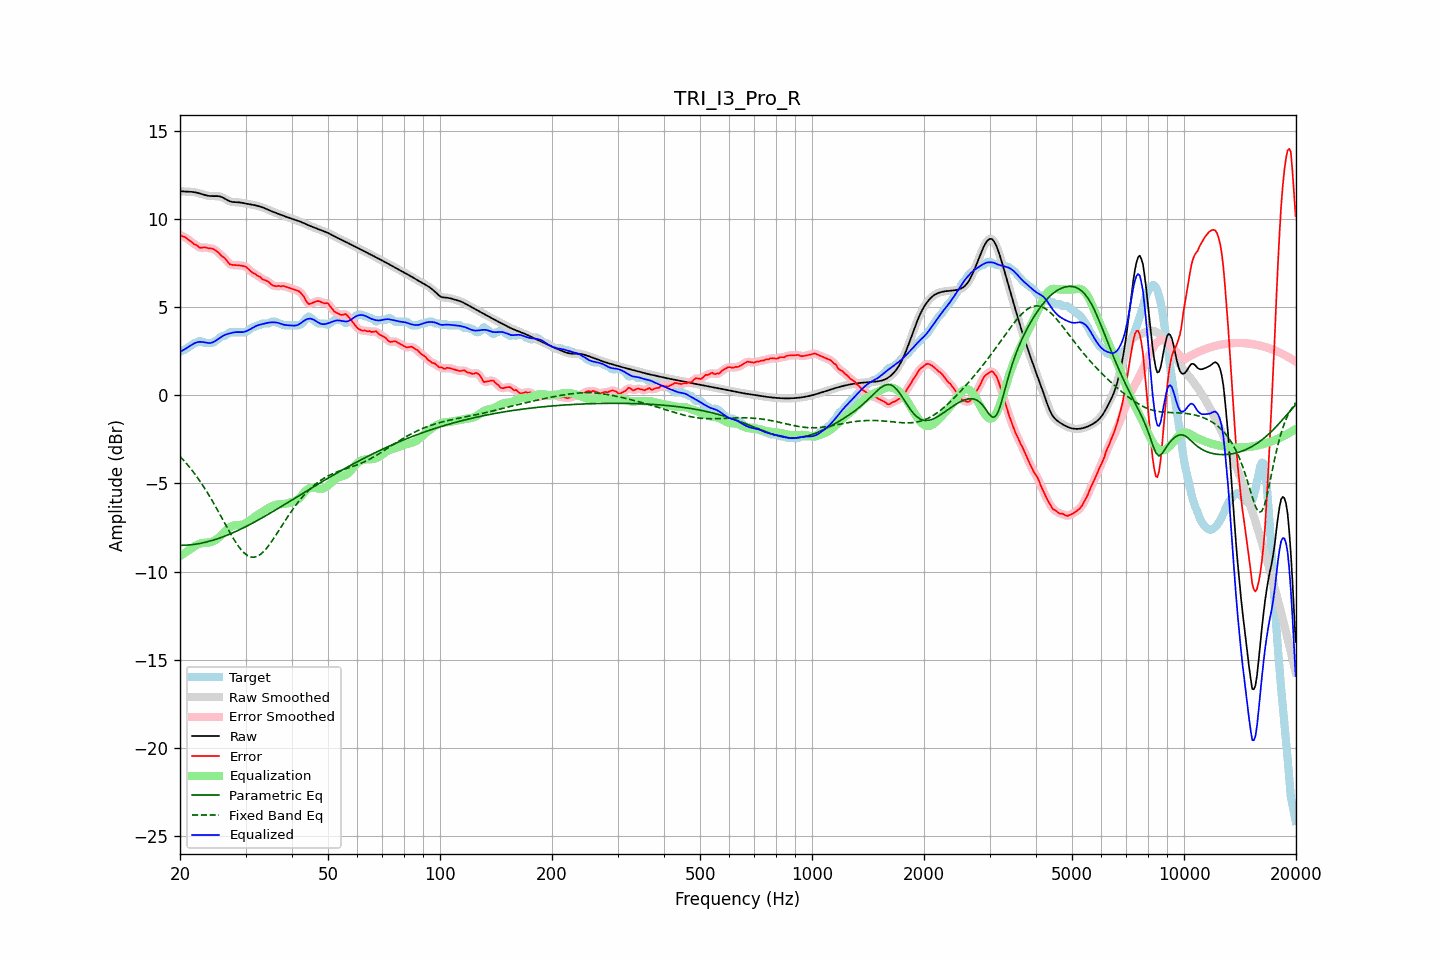 TRI_I3_Pro_R
15
10
5
0
−5
−10
−15
−20
−25
Amplitude (dBr)
Target
Raw Smoothed
Error Smoothed
Raw
Error
Equalization
Parametric Eq
Fixed Band Eq
Equalized
20 50 100 200 500 1000 2000 5000 10000 20000
Frequency (Hz)